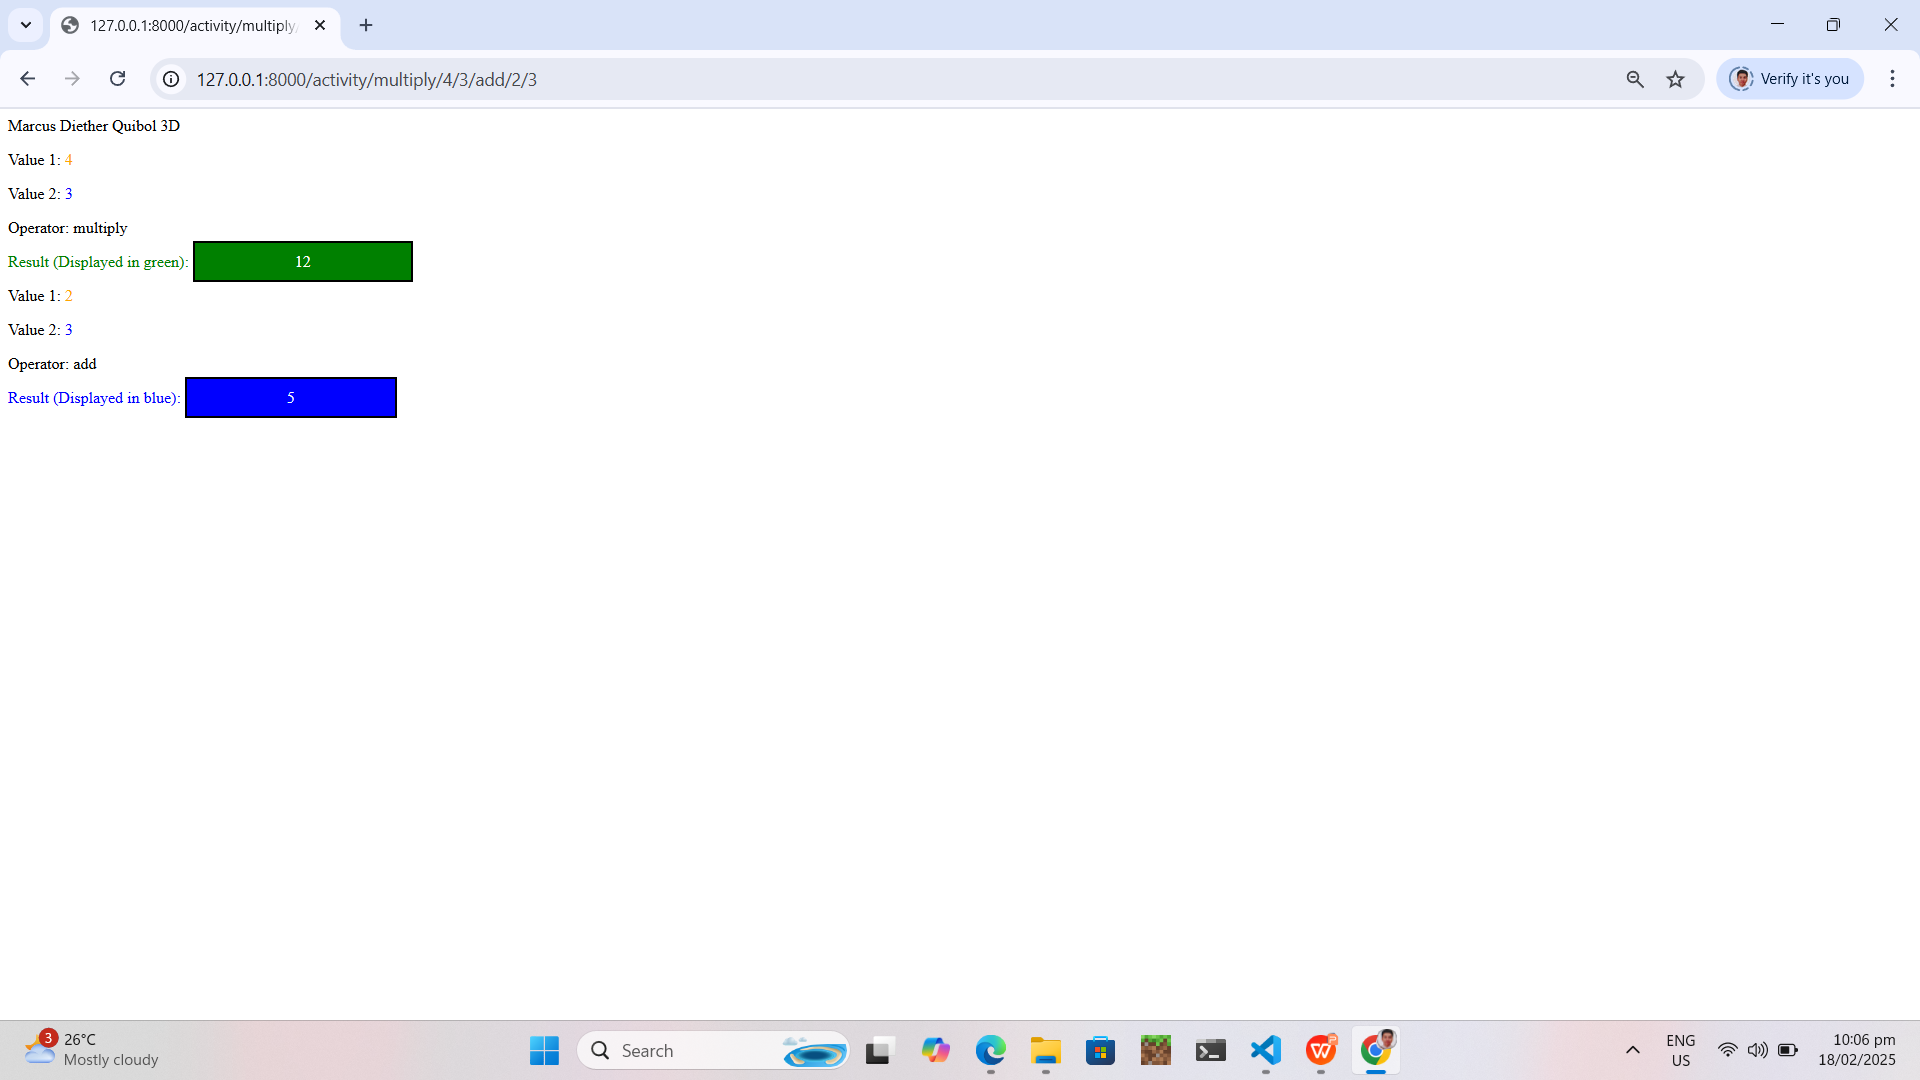 127.0.0.1:8000/activity/multiply/
127.0.0.1:8000/activity/multiply/4/3/add/2/3
Verify it's you
Marcus Diether Quibol 3D
Value 1: 4
Value 2: 3
Operator: multiply
Result (Displayed in green): 12
Value 1: 2
Value 2: 3
Operator: add
Result (Displayed in blue): 5
3
26°C
Mostly cloudy
Search
ENG
US
10:06 pm
18/02/2025